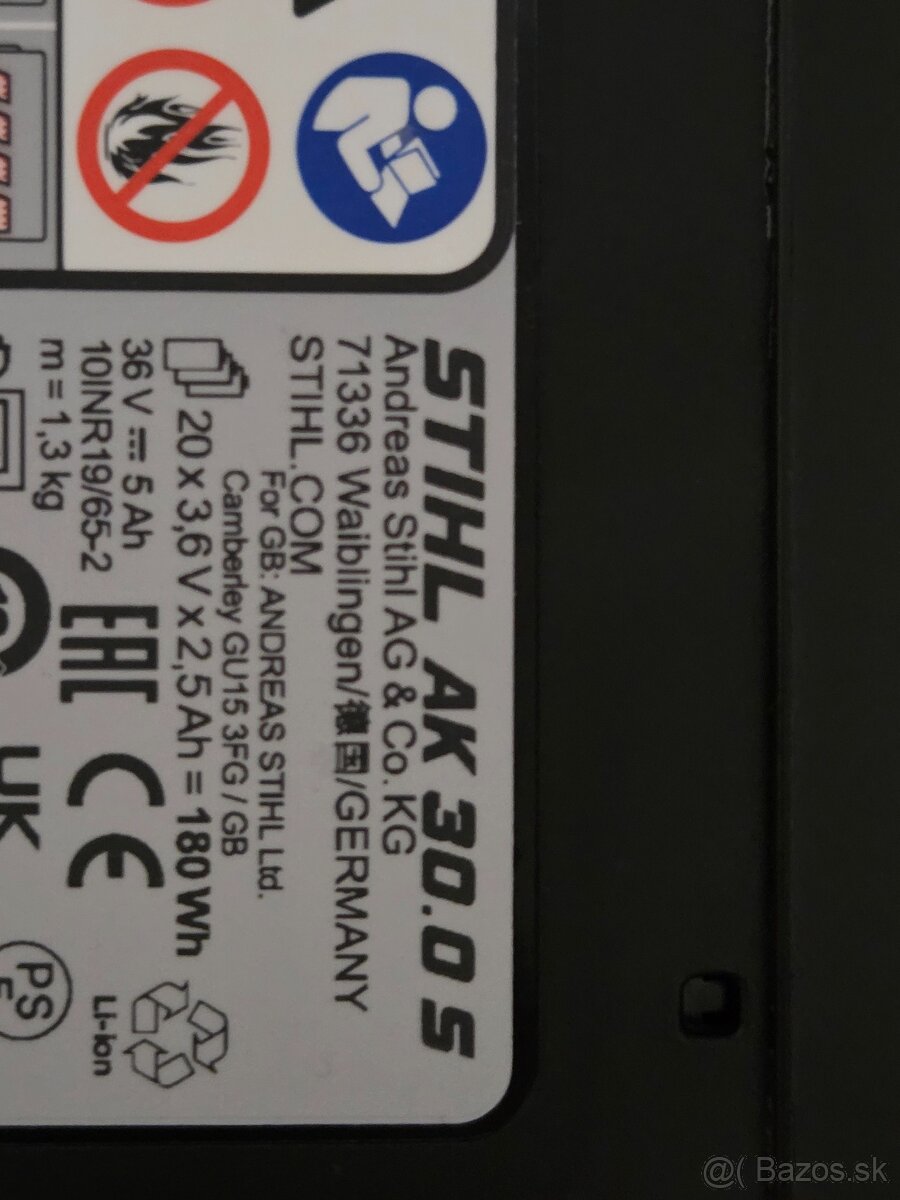 STIHL AK 30.0 S
Andreas Stihl AG & Co. KG
71336 Waiblingen/德国/GERMANY
STIHL.COM
For GB: ANDREAS STIHL Ltd.
Camberley GU15 3FG / GB
20 x 3,6 V x 2,5 Ah = 180 Wh
36 V 5 Ah
10INR19/65-2
m = 1,3 kg
EAC
CE
Li-Ion
UK
PS
E
@( Bazos.sk